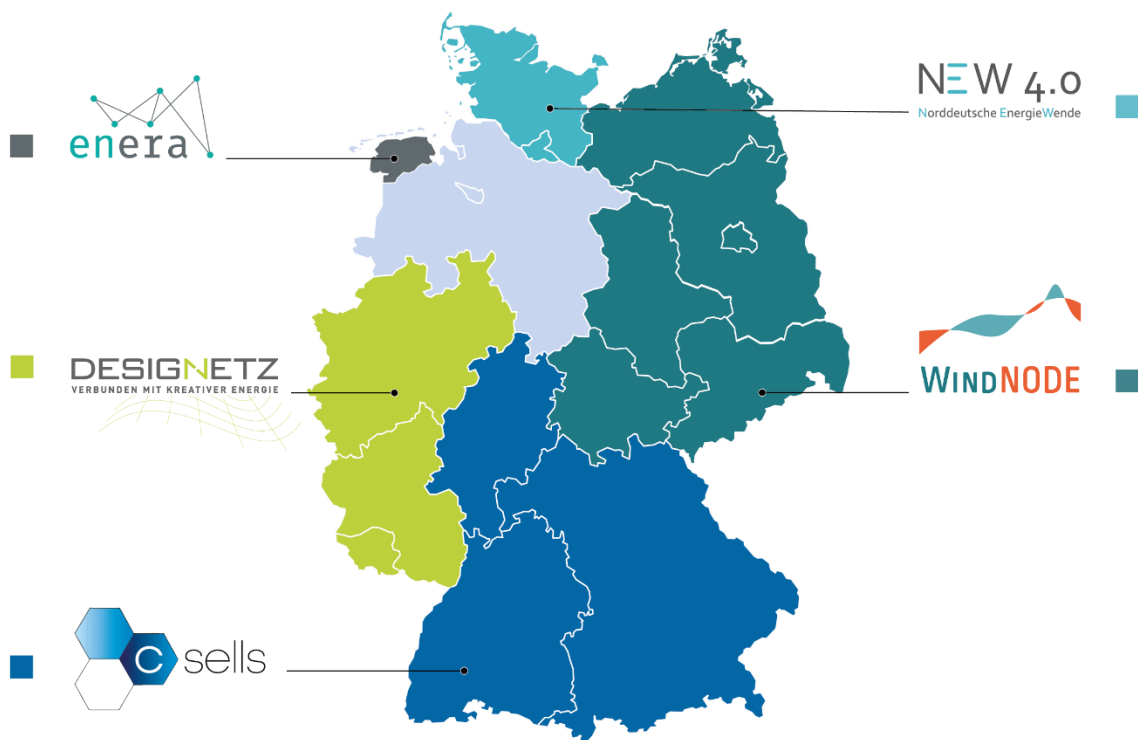 enera
NEW 4.0
Norddeutsche EnergieWende
DESIGNETZ
VERBUNDEN MIT KREATIVER ENERGIE
WINDNODE
C sells